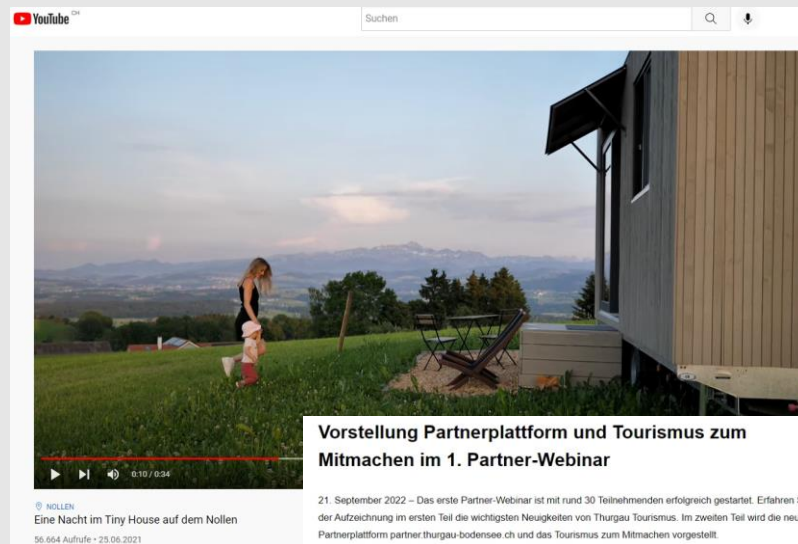 YouTube CH
Suchen
0:10 / 0:34
NOLLEN
Eine Nacht im Tiny House auf dem Nollen
56.664 Aufrufe • 25.06.2021
Vorstellung Partnerplattform und Tourismus zum
Mitmachen im 1. Partner-Webinar
21. September 2022 – Das erste Partner-Webinar ist mit rund 30 Teilnehmenden erfolgreich gestartet. Erfahren
der Aufzeichnung im ersten Teil die wichtigsten Neuigkeiten von Thurgau Tourismus. Im zweiten Teil wird die
Partnerplattform partner.thurgau-bodensee.ch und das Tourismus zum Mitmachen vorgestellt.